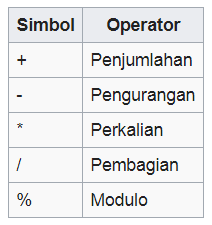 Simbol Operator
+ Penjumlahan
- Pengurangan
* Perkalian
/ Pembagian
% Modulo